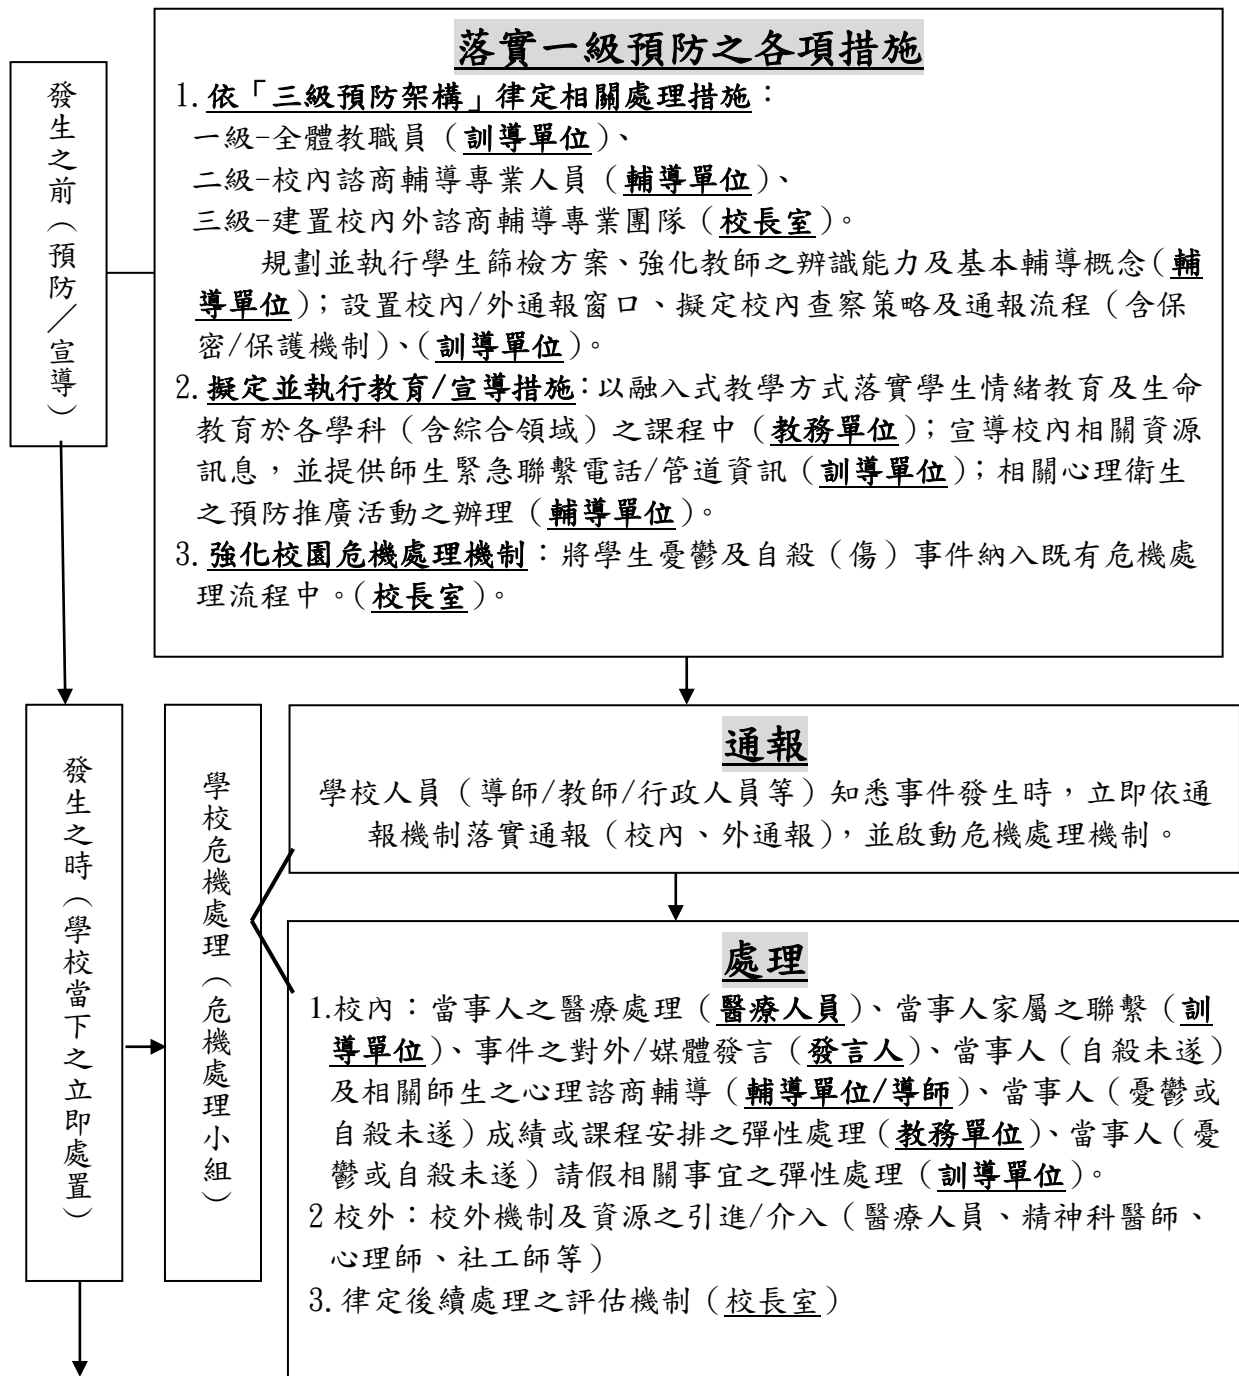 落實一級預防之各項措施
發生之前（預防／宣導）
1. 依「三級預防架構」律定相關處理措施：
一級-全體教職員（訓導單位）、
二級-校內諮商輔導專業人員（輔導單位）、
三級-建置校內外諮商輔導專業團隊（校長室）。
規劃並執行學生篩檢方案、強化教師之辨識能力及基本輔導概念（輔
導單位）；設置校內/外通報窗口、擬定校內查察策略及通報流程（含保
密/保護機制）、（訓導單位）。
2. 擬定並執行教育/宣導措施：以融入式教學方式落實學生情緒教育及生命
教育於各學科（含綜合領域）之課程中（教務單位）；宣導校內相關資源
訊息，並提供師生緊急聯繫電話/管道資訊（訓導單位）；相關心理衛生
之預防推廣活動之辦理（輔導單位）。
3. 強化校園危機處理機制：將學生憂鬱及自殺（傷）事件納入既有危機處
理流程中。（校長室）。
發生之時（學校當下之立即處置）
學校危機處理（危機處理小組）
通報
學校人員（導師/教師/行政人員等）知悉事件發生時，立即依通
報機制落實通報（校內、外通報），並啟動危機處理機制。
處理
1.校內：當事人之醫療處理（醫療人員）、當事人家屬之聯繫（訓
導單位）、事件之對外/媒體發言（發言人）、當事人（自殺未遂）
及相關師生之心理諮商輔導（輔導單位/導師）、當事人（憂鬱或
自殺未遂）成績或課程安排之彈性處理（教務單位）、當事人（憂
鬱或自殺未遂）請假相關事宜之彈性處理（訓導單位）。
2 校外：校外機制及資源之引進/介入（醫療人員、精神科醫師、
心理師、社工師等）
3. 律定後續處理之評估機制（校長室）